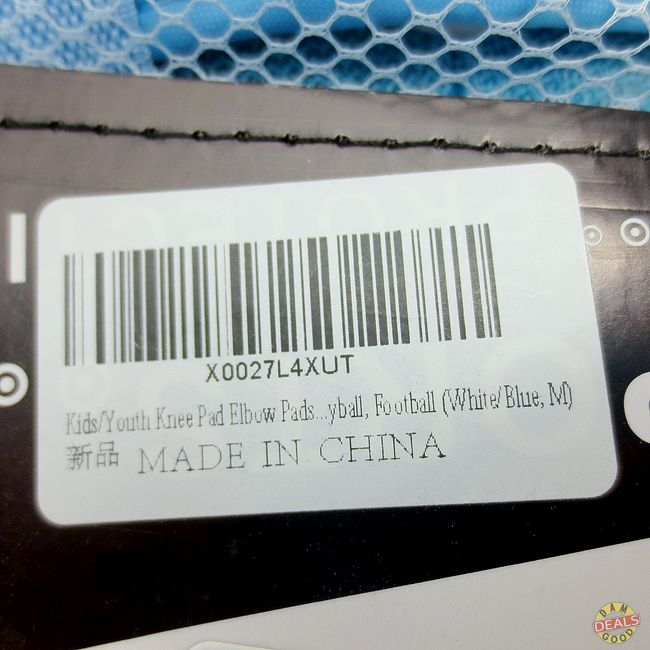 X0027L4XUT
Kids/Youth Knee Pad Elbow Pads...yball, Football (White/Blue, M)
新品 MADE IN CHINA
DAM
DEALS
GOOD